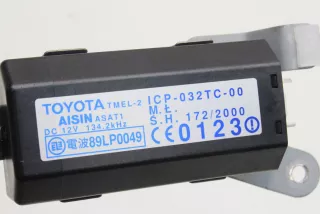 TOYOTA TMEL-2 ICP-032TC-00
AISIN ASAT1 M.Ł.
DC 12V 134.2kHz S.H. 172/2000
電波89LP0049 CE0123